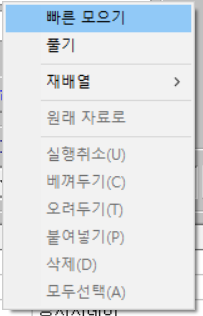 빠른 모으기
풀기
재배열
원래 자료로
실행취소(U)
베껴두기(C)
오려두기(T)
붙여넣기(P)
삭제(D)
모두선택(A)